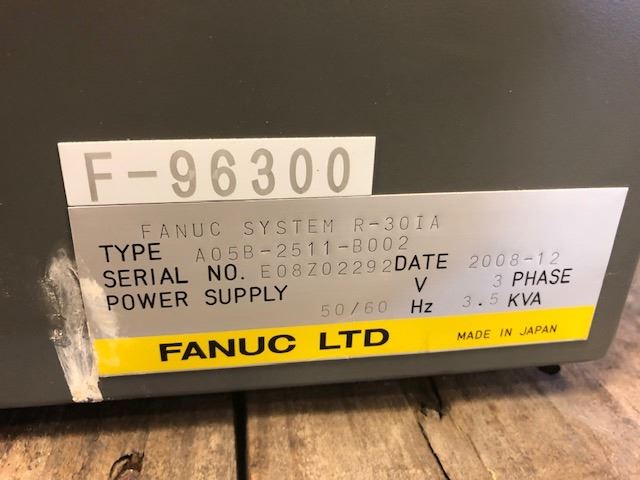 F-96300
FANUC SYSTEM R-30IA
TYPE A05B-2511-B002
SERIAL NO. E08Z02292 DATE 2008-12
POWER SUPPLY V 3 PHASE
50/60 Hz 3.5 KVA
FANUC LTD MADE IN JAPAN